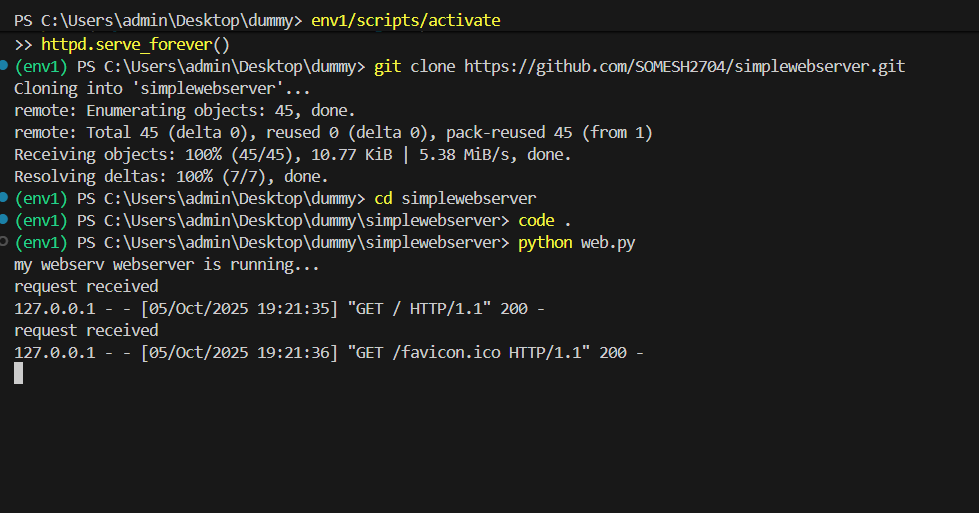 PS C:\Users\admin\Desktop\dummy> env1/scripts/activate
>> httpd.serve_forever()
(env1) PS C:\Users\admin\Desktop\dummy> git clone https://github.com/SOMESH2704/simplewebserver.git
Cloning into 'simplewebserver'...
remote: Enumerating objects: 45, done.
remote: Total 45 (delta 0), reused 0 (delta 0), pack-reused 45 (from 1)
Receiving objects: 100% (45/45), 10.77 KiB | 5.38 MiB/s, done.
Resolving deltas: 100% (7/7), done.
(env1) PS C:\Users\admin\Desktop\dummy> cd simplewebserver
(env1) PS C:\Users\admin\Desktop\dummy\simplewebserver> code .
(env1) PS C:\Users\admin\Desktop\dummy\simplewebserver> python web.py
my webserv webserver is running...
request received
127.0.0.1 - - [05/Oct/2025 19:21:35] "GET / HTTP/1.1" 200 -
request received
127.0.0.1 - - [05/Oct/2025 19:21:36] "GET /favicon.ico HTTP/1.1" 200 -